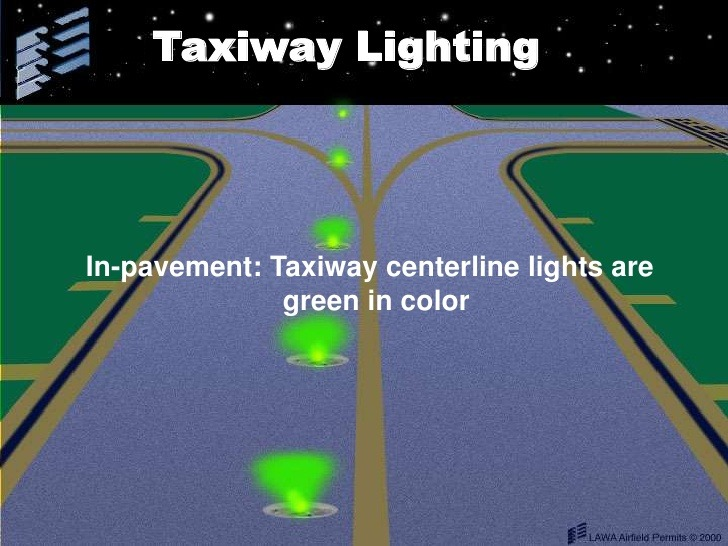 Taxiway Lighting
In-pavement: Taxiway centerline lights are
green in color
LAWA Airfield Permits © 2000